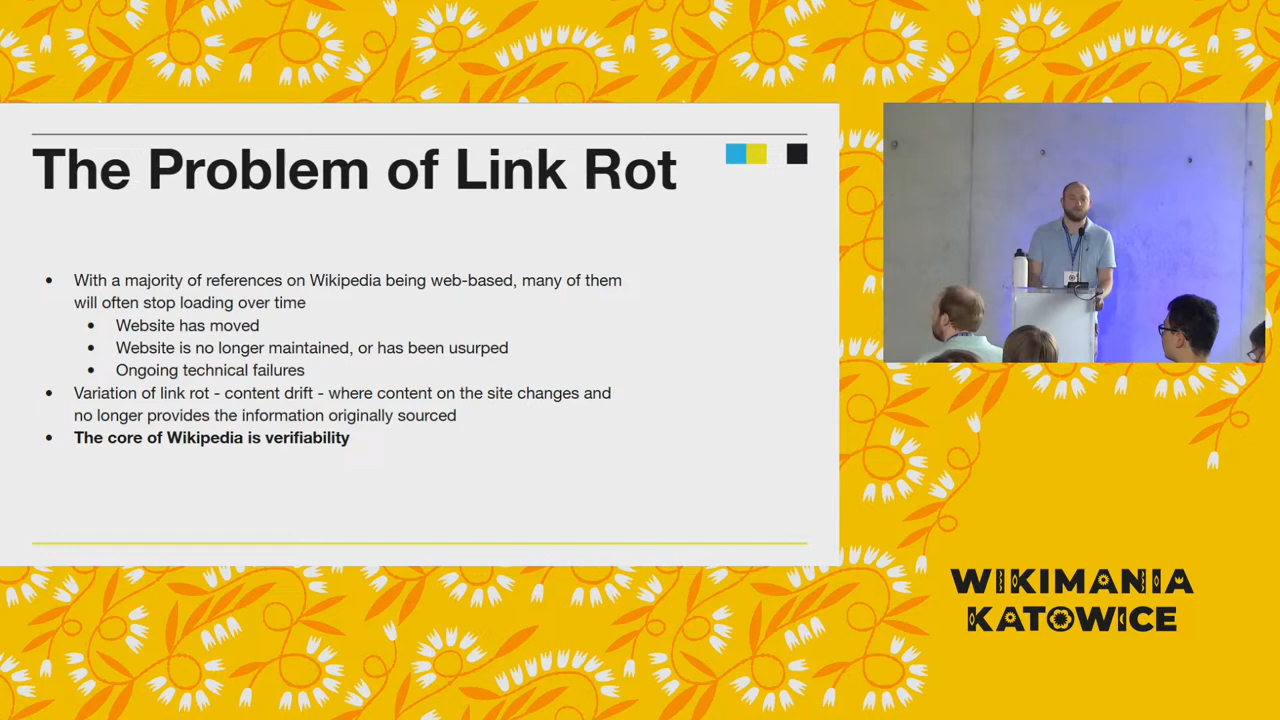 The Problem of Link Rot
• With a majority of references on Wikipedia being web-based, many of them
will often stop loading over time
• Website has moved
• Website is no longer maintained, or has been usurped
• Ongoing technical failures
• Variation of link rot - content drift - where content on the site changes and
no longer provides the information originally sourced
• The core of Wikipedia is verifiability
WIKIMANIA
KATOWICE